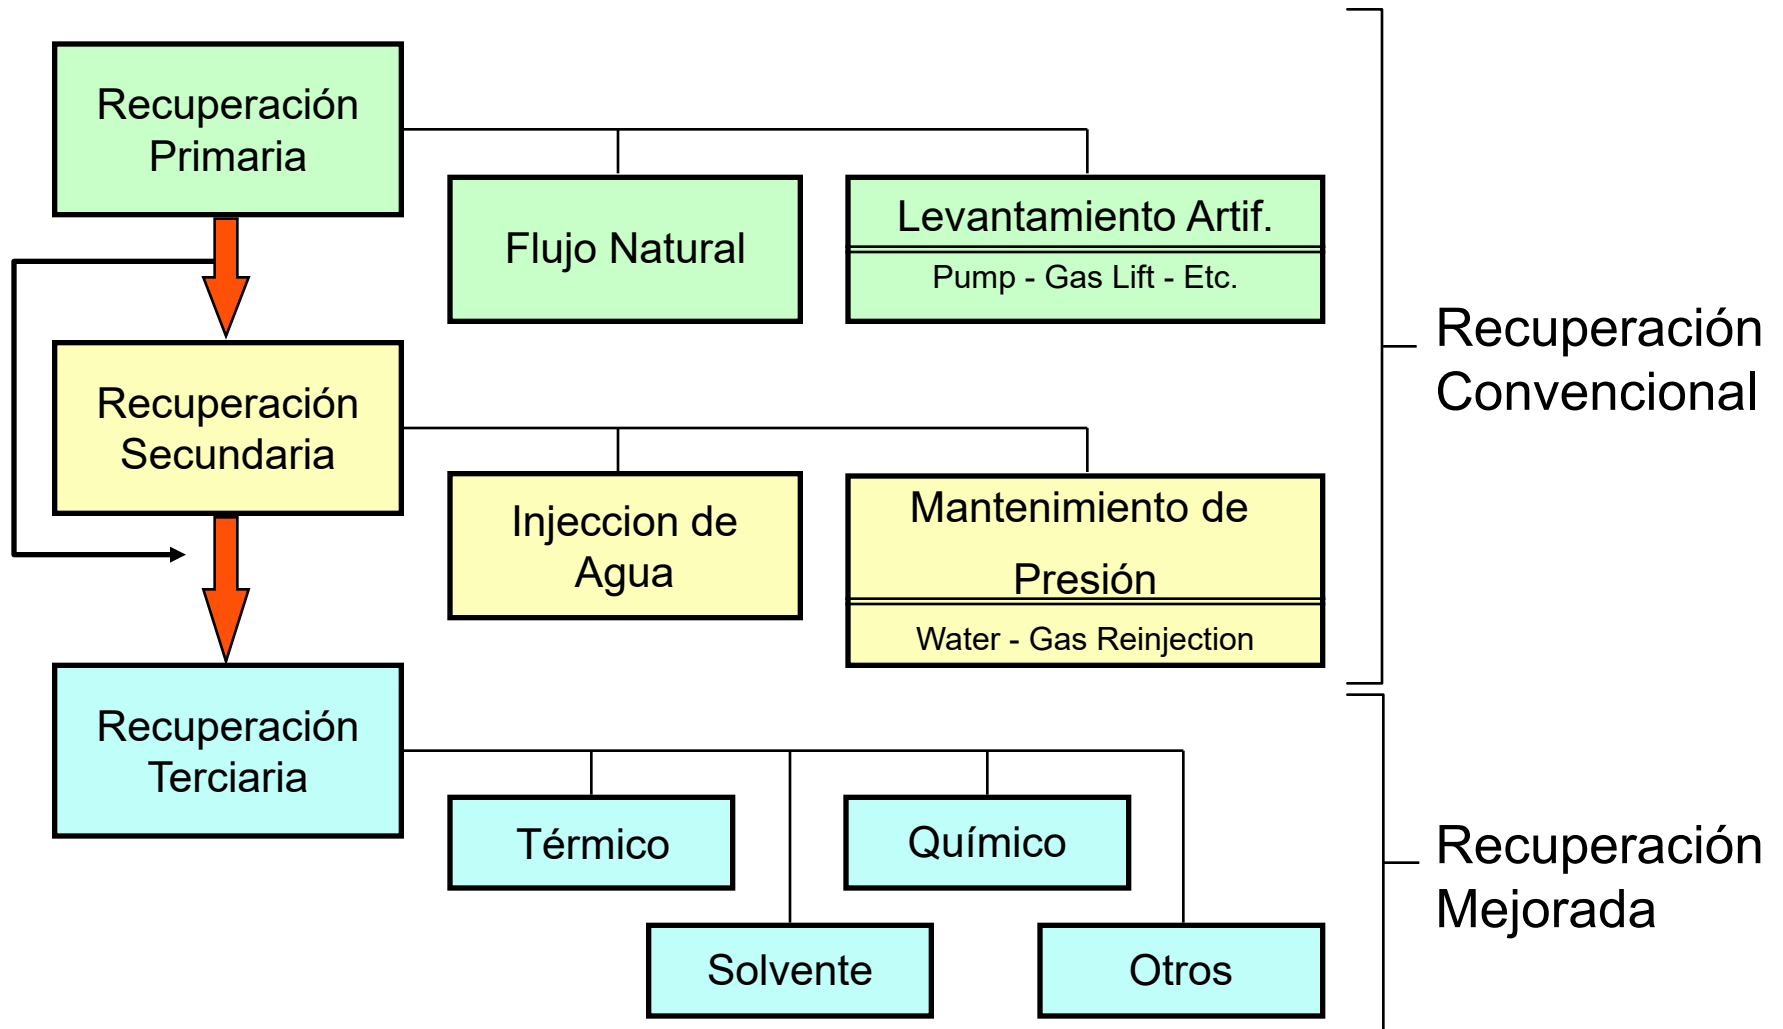 Recuperación
Primaria
Flujo Natural
Levantamiento Artif.
Pump - Gas Lift - Etc.
Recuperación
Convencional
Recuperación
Secundaria
Injeccion de
Agua
Mantenimiento de
Presión
Water - Gas Reinjection
Recuperación
Terciaria
Térmico
Químico
Solvente
Otros
Recuperación
Mejorada